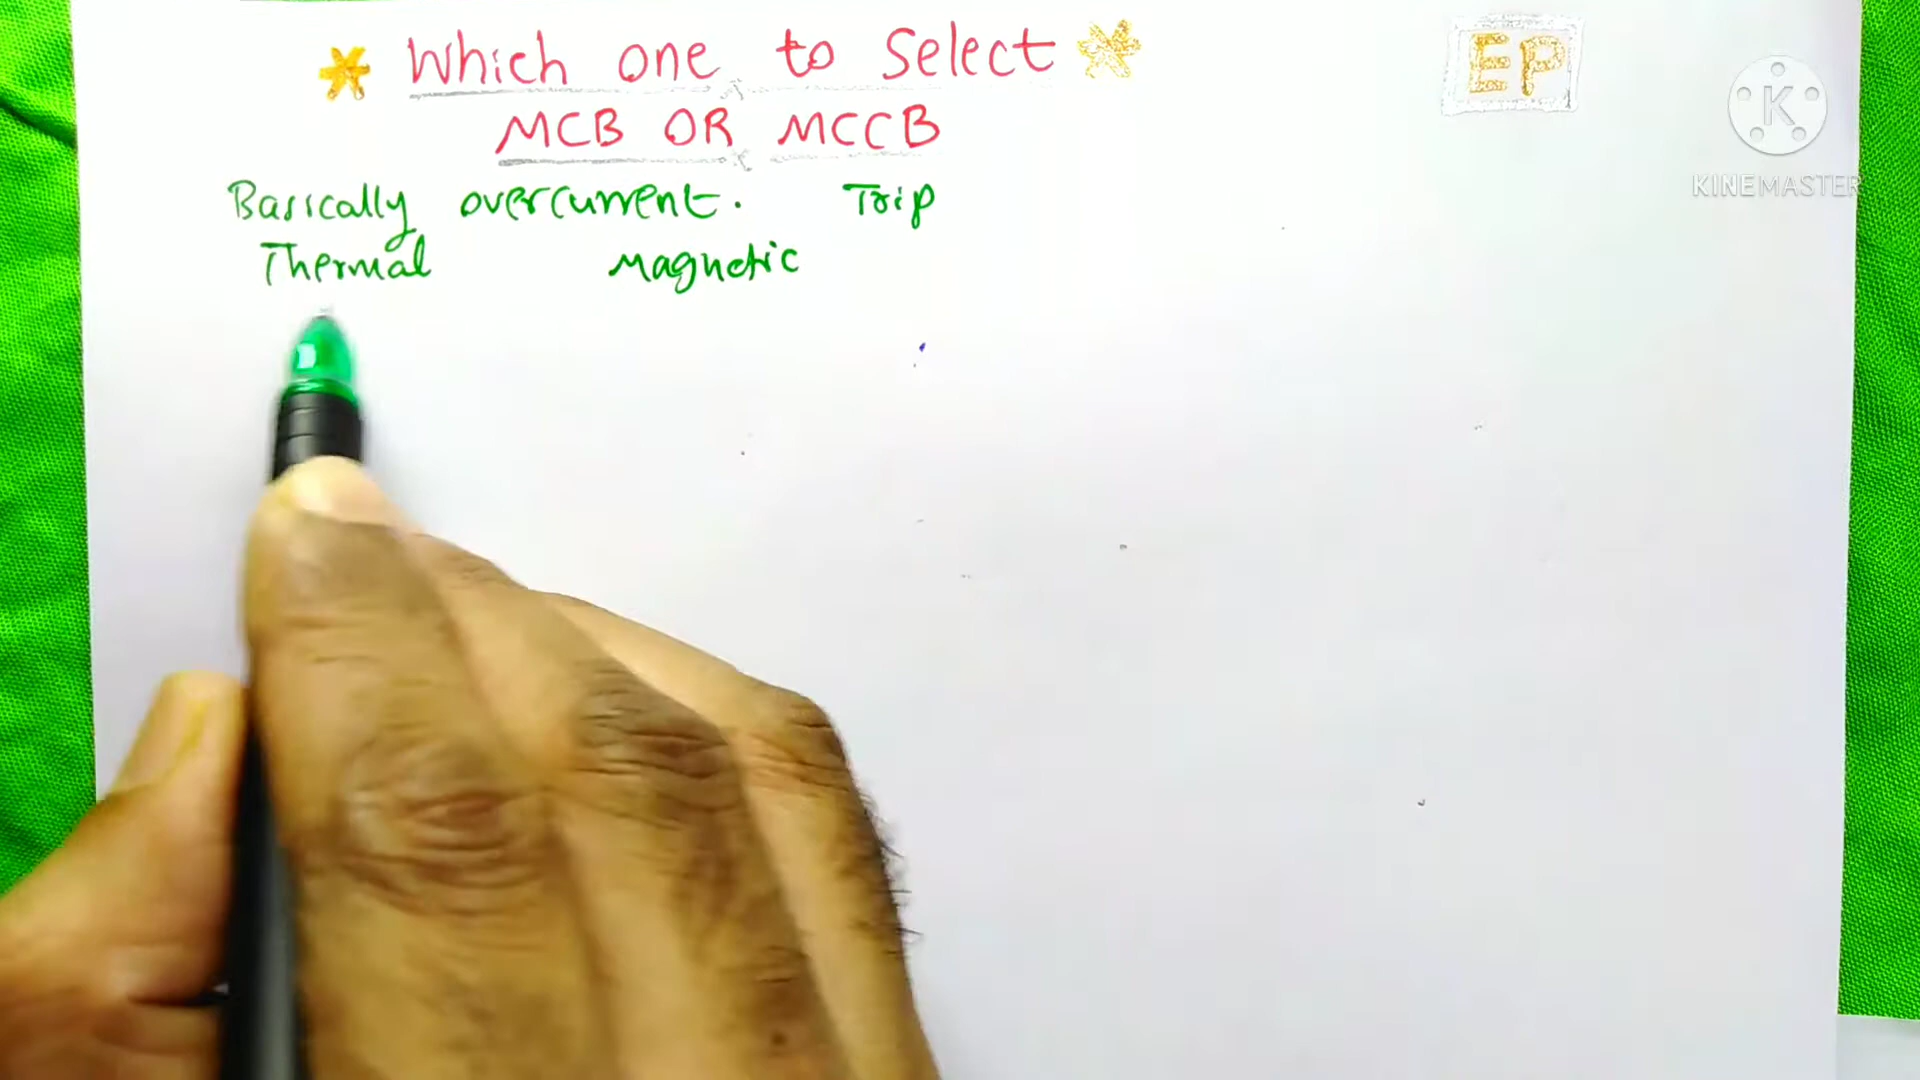 Which one to Select
MCB OR MCCB
EP
K
KINEMASTER
Basically overcurrent. Trip
Thermal Magnetic